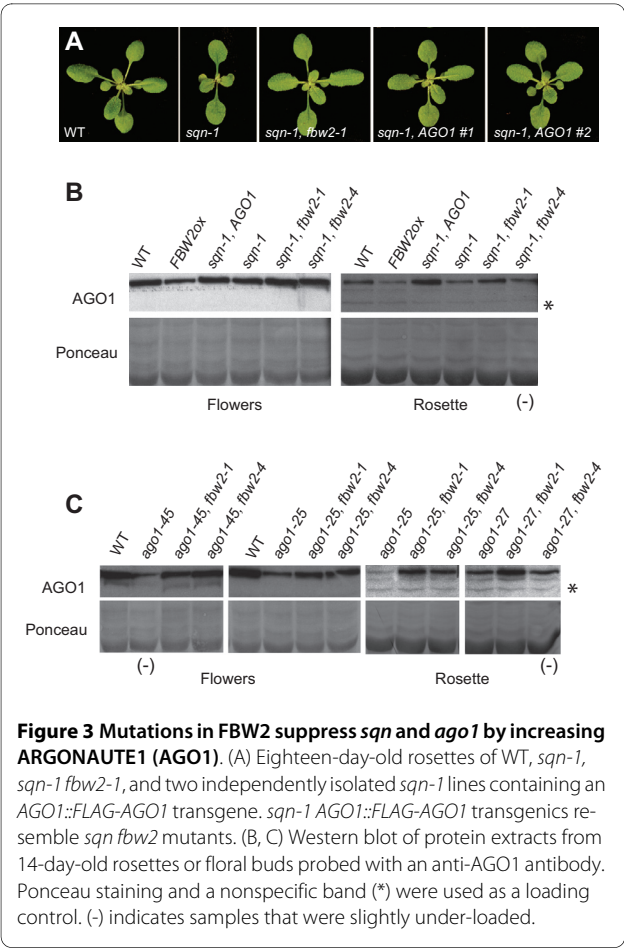 A
WT
sqn-1
sqn-1, fbw2-1
sqn-1, AGO1 #1
sqn-1, AGO1 #2
B
WT
FBW2ox
sqn-1, AGO1
sqn-1
sqn-1, fbw2-1
sqn-1, fbw2-4
WT
FBW2ox
sqn-1, AGO1
sqn-1
sqn-1, fbw2-1
sqn-1, fbw2-4
AGO1
*
Ponceau
Flowers
Rosette
(-)
C
WT
ago1-45
ago1-45, fbw2-1
ago1-45, fbw2-4
WT
ago1-25
ago1-25, fbw2-1
ago1-25, fbw2-4
ago1-25
ago1-25, fbw2-1
ago1-25, fbw2-4
ago1-27
ago1-27, fbw2-1
ago1-27, fbw2-4
AGO1
*
Ponceau
(-)
(-)
Flowers
Rosette
Figure 3 Mutations in FBW2 suppress sqn and ago1 by increasing
ARGONAUTE1 (AGO1). (A) Eighteen-day-old rosettes of WT, sqn-1,
sqn-1 fbw2-1, and two independently isolated sqn-1 lines containing an
AGO1::FLAG-AGO1 transgene. sqn-1 AGO1::FLAG-AGO1 transgenics re-
semble sqn fbw2 mutants. (B, C) Western blot of protein extracts from
14-day-old rosettes or floral buds probed with an anti-AGO1 antibody.
Ponceau staining and a nonspecific band (*) were used as a loading
control. (-) indicates samples that were slightly under-loaded.